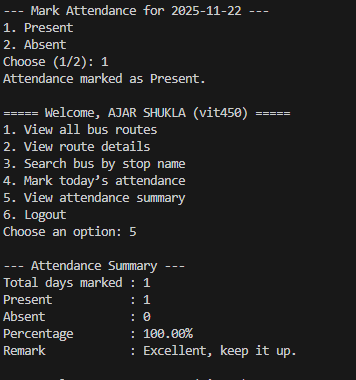 --- Mark Attendance for 2025-11-22 ---
1. Present
2. Absent
Choose (1/2): 1
Attendance marked as Present.

===== Welcome, AJAR SHUKLA (vit450) =====
1. View all bus routes
2. View route details
3. Search bus by stop name
4. Mark today’s attendance
5. View attendance summary
6. Logout
Choose an option: 5

--- Attendance Summary ---
Total days marked : 1
Present           : 1
Absent            : 0
Percentage        : 100.00%
Remark            : Excellent, keep it up.